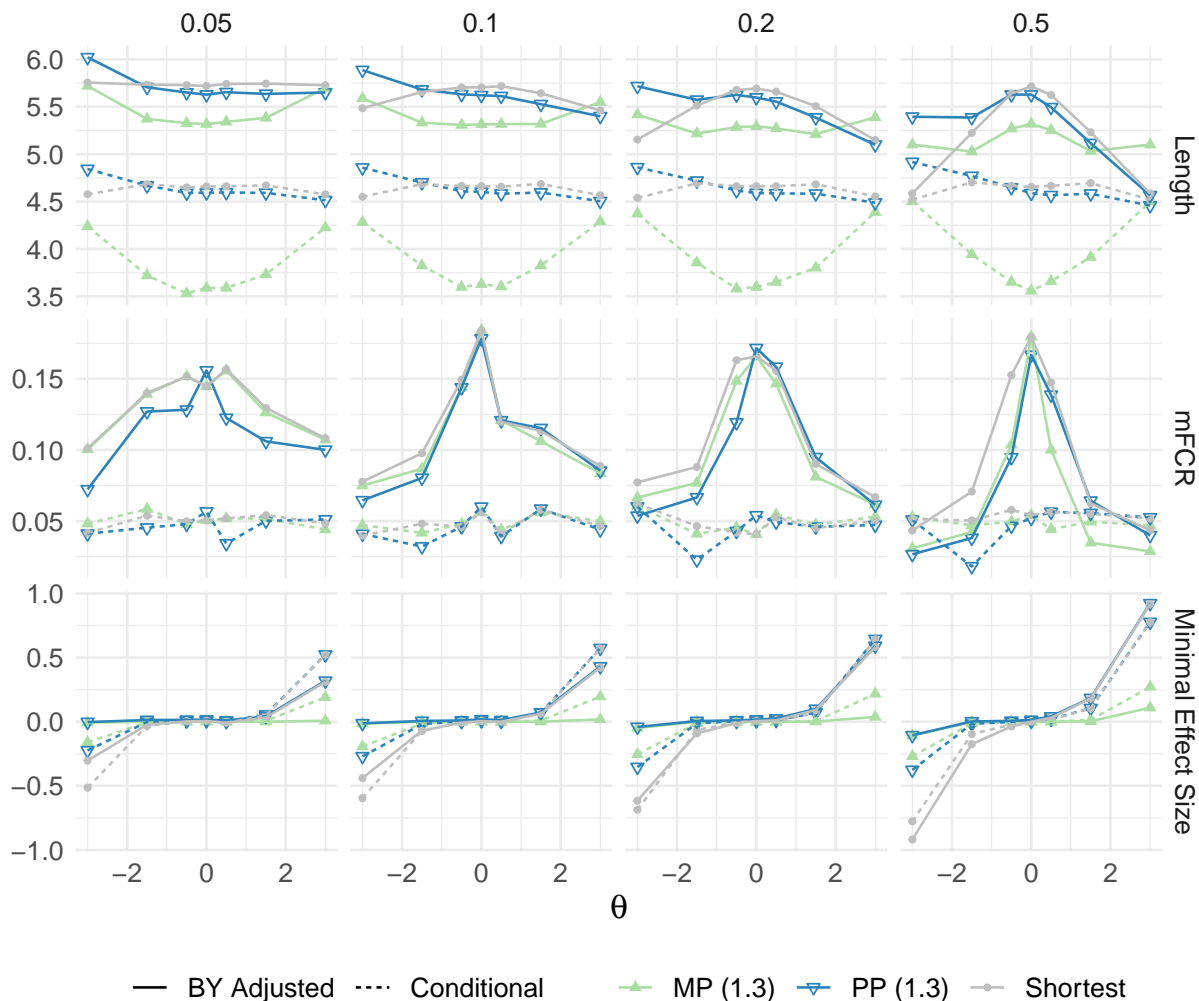 0.05 0.1 0.2 0.5
6.0
5.5
5.0
4.5
4.0
3.5
Length
0.15
0.10
0.05
mFCR
1.0
0.5
0.0
−0.5
−1.0
Minimal Effect Size
−2 0 2 −2 0 2 −2 0 2 −2 0 2
θ
BY Adjusted Conditional MP (1.3) PP (1.3) Shortest